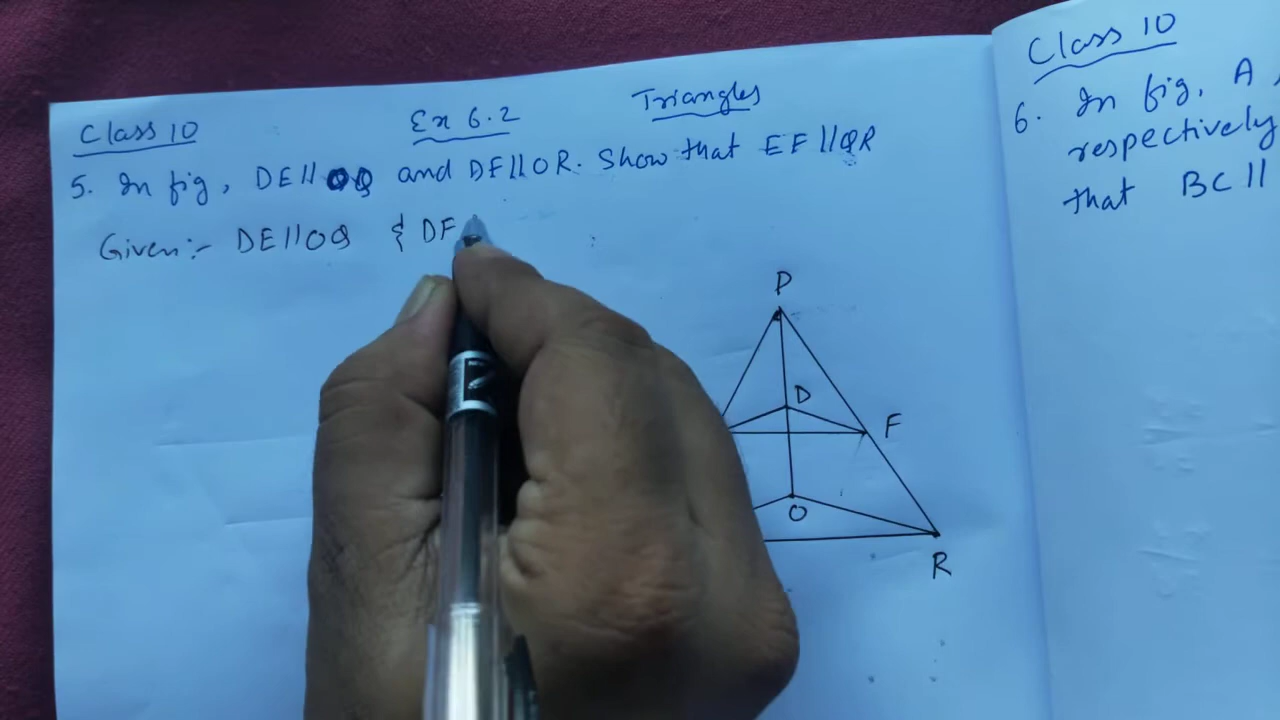 Class 10 Ex 6.2 Triangles
5. In fig, DE||OQ and DF||OR. Show that EF||QR
Given:- DE||OQ & DF
P
D
F
O
R
Class 10
6. In fig, A
respectively
that BC||